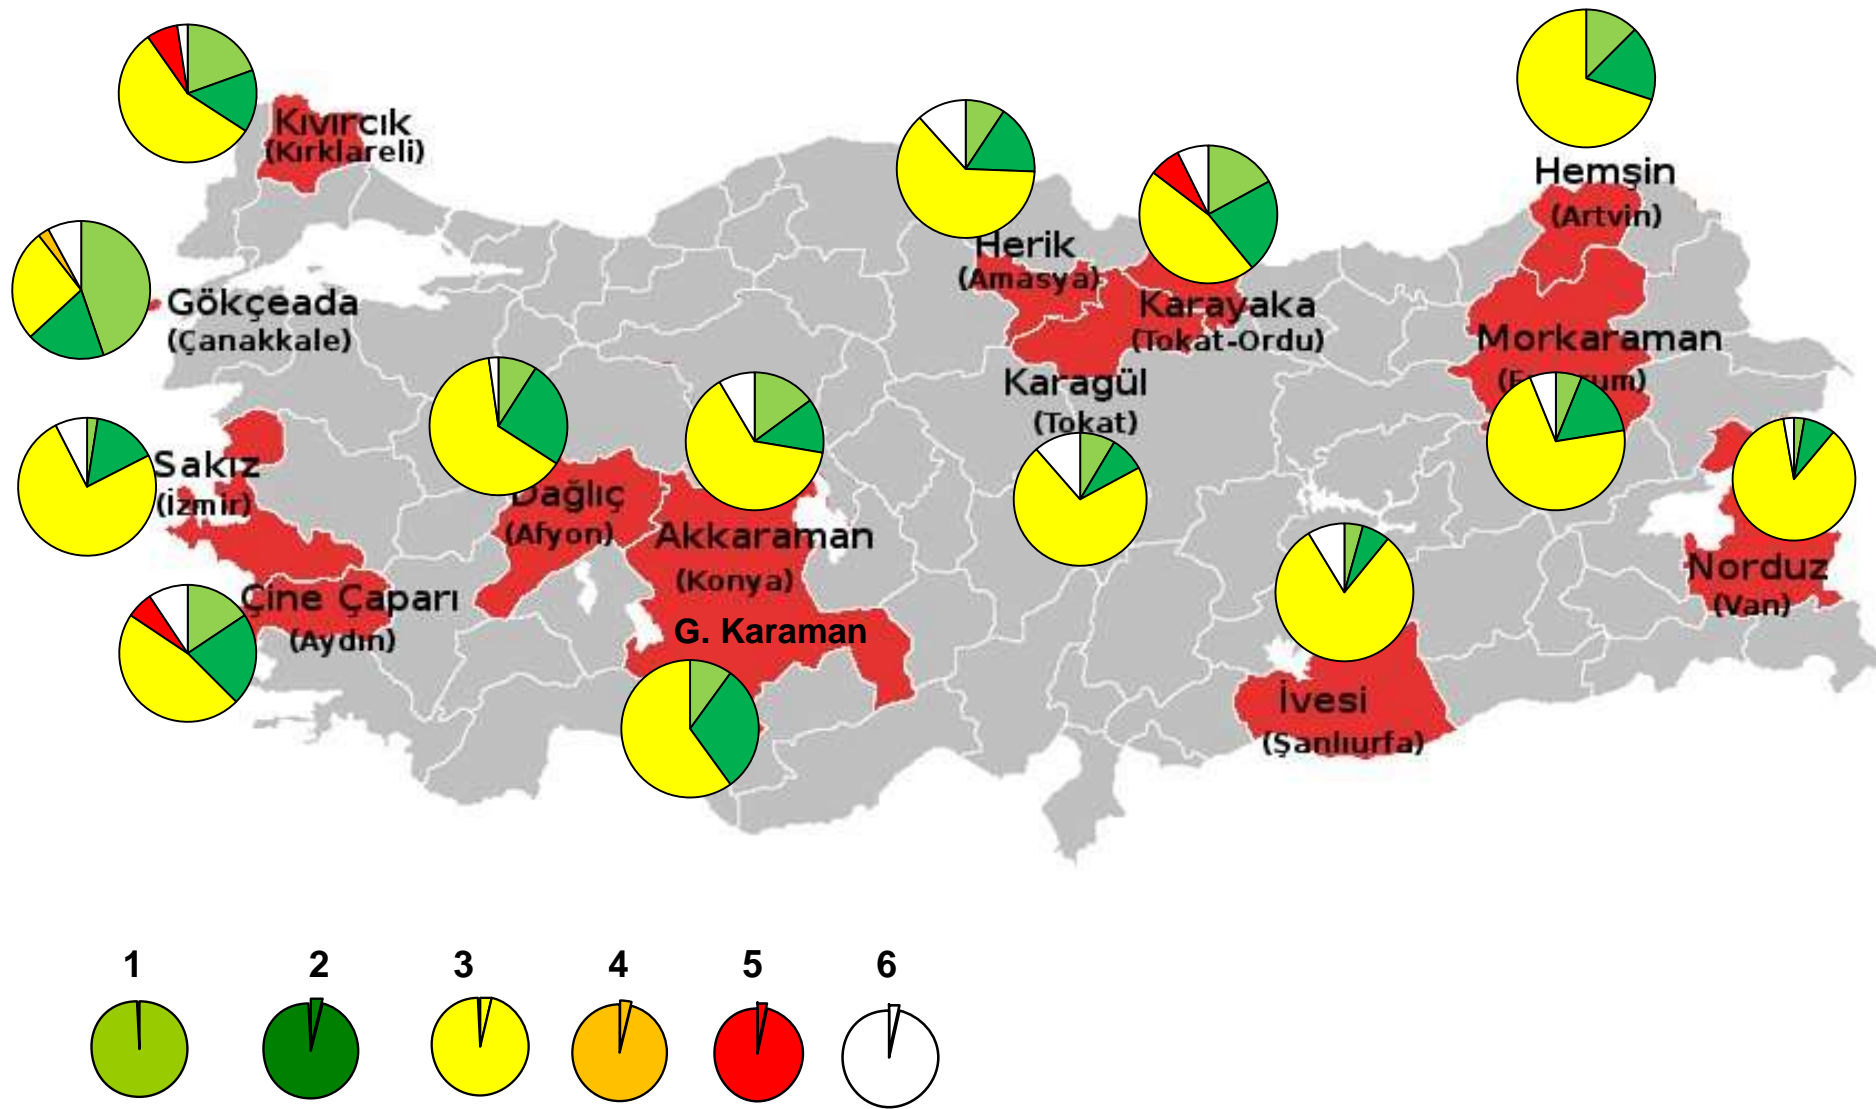 Kıvırcık
(Kırklareli)
Hemşin
(Artvin)
Herik
(Amasya)
Gökçeada
(Çanakkale)
Karayaka
(Tokat-Ordu)
Morkaraman
Karagül
(Tokat)
Sakız
(İzmir)
Dağlıç
(Afyon)
Akkaraman
(Konya)
Norduz
(Van)
Çine Çaparı
(Aydın)
G. Karaman
İvesi
(Şanlıurfa)
1 2 3 4 5 6